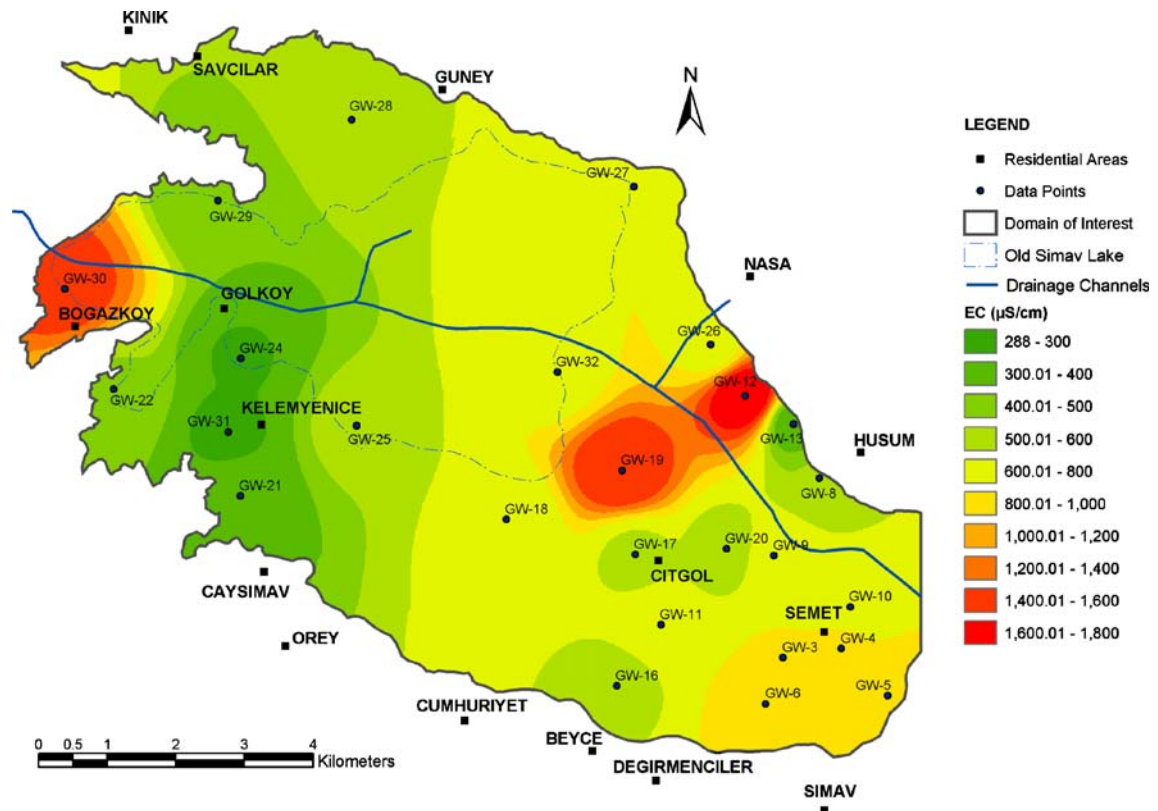 KINIK
SAVCILAR
GUNEY
GW-28
N
LEGEND
Residential Areas
Data Points
Domain of Interest
Old Simav Lake
Drainage Channels
EC (µS/cm)
288 - 300
300.01 - 400
400.01 - 500
500.01 - 600
600.01 - 800
800.01 - 1,000
1,000.01 - 1,200
1,200.01 - 1,400
1,400.01 - 1,600
1,600.01 - 1,800
GW-27
GW-29
NASA
GW-30
GOLKOY
BOGAZKOY
GW-26
GW-24
GW-32
GW-12
GW-22
KELEMYENICE
GW-31
GW-25
GW-13
HUSUM
GW-19
GW-8
GW-21
GW-18
GW-17
GW-20
GW-9
CITGOL
CAYSIMAV
GW-10
SEMET
GW-11
OREY
GW-3
GW-4
GW-16
GW-6
GW-5
CUMHURIYET
BEYCE
0 0.5 1 2 3 4
Kilometers
DEGIRMENCILER
SIMAV